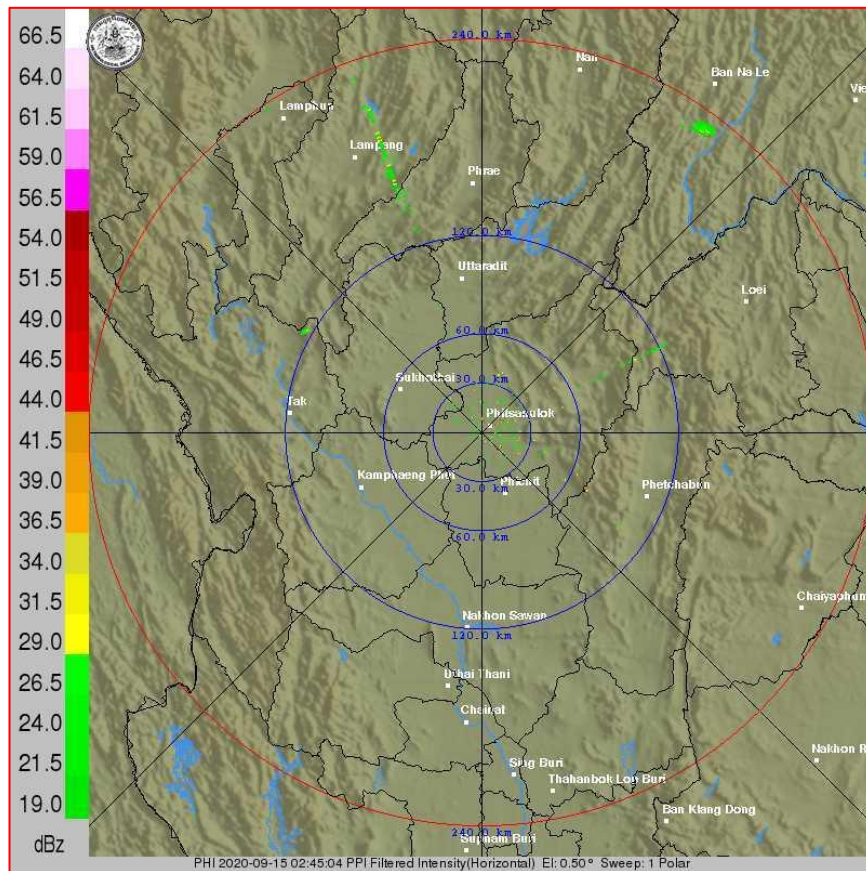 66.5
64.0
61.5
59.0
56.5
54.0
51.5
49.0
46.5
44.0
41.5
39.0
36.5
34.0
31.5
29.0
26.5
24.0
21.5
19.0
dBz
240.0 km
Nan
Ban Na Le
Vie
Lamphun
Lampang
Phrae
120.0 km
Uttaradit
Loei
60.0 km
30.0 km
Sukhothai
Tak
Phitsanulok
Kamphaeng Phet
Phichit
30.0 km
Phetchabun
60.0 km
Chaiyaphum
Nakhon Sawan
120.0 km
Uthai Thani
Chainat
Sing Buri
Nakhon R
Thahanbok Lop Buri
Ban Klang Dong
240.0 km
Suphan Buri
PHI 2020-09-15 02:45:04 PPI Filtered Intensity(Horizontal) El: 0.50° Sweep: 1 Polar